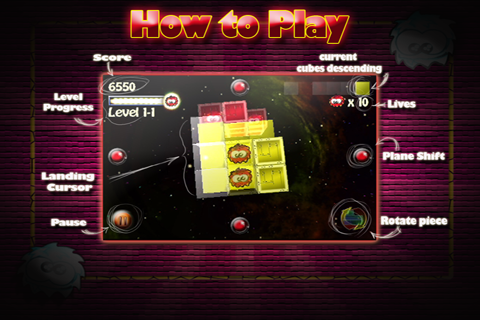 How to Play
Score
current
cubes descending
6550
Level
Progress
Level 1-1
x 10
Lives
Plane Shift
Landing
Cursor
Pause
Rotate piece